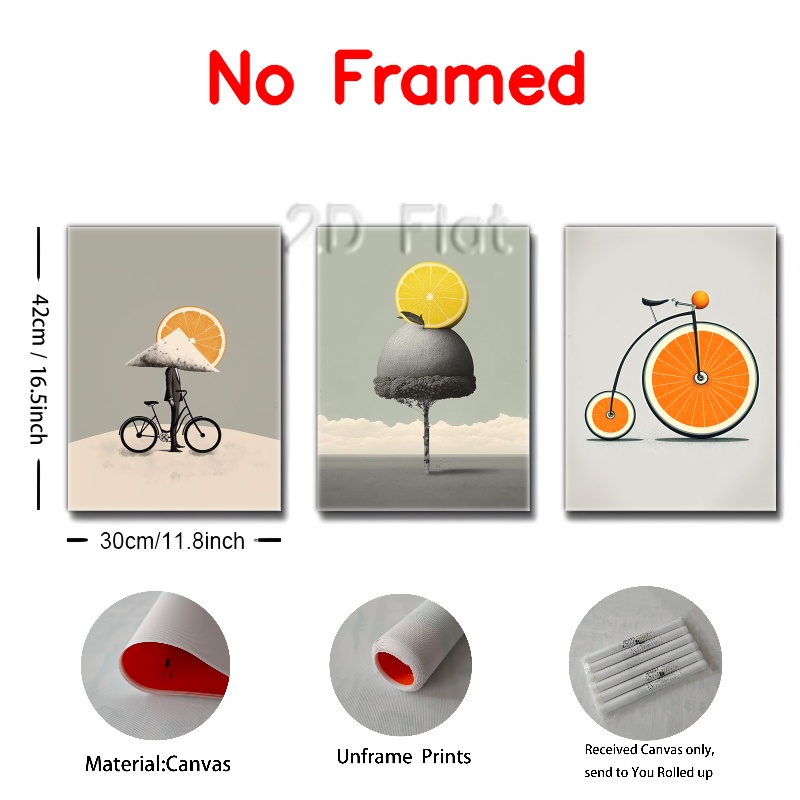 No Framed
2D Flat
42cm / 16.5inch
30cm/11.8inch
Material:Canvas
Unframe Prints
Received Canvas only,
send to You Rolled up